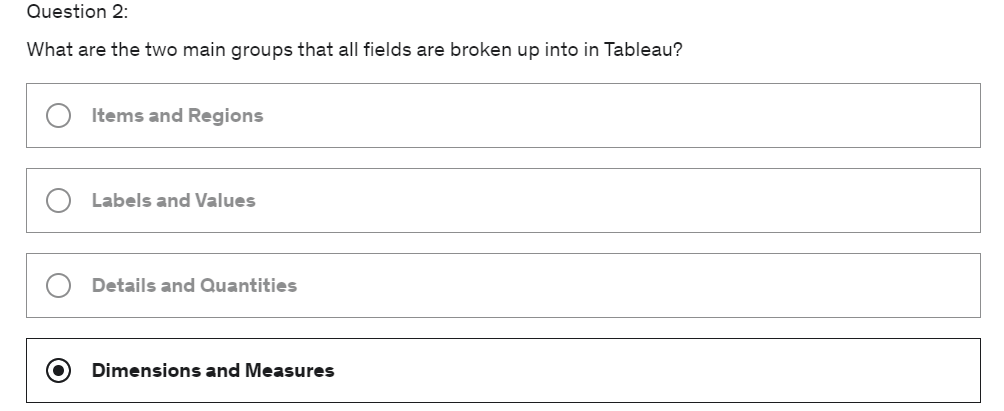 Question 2:
What are the two main groups that all fields are broken up into in Tableau?
Items and Regions
Labels and Values
Details and Quantities
Dimensions and Measures